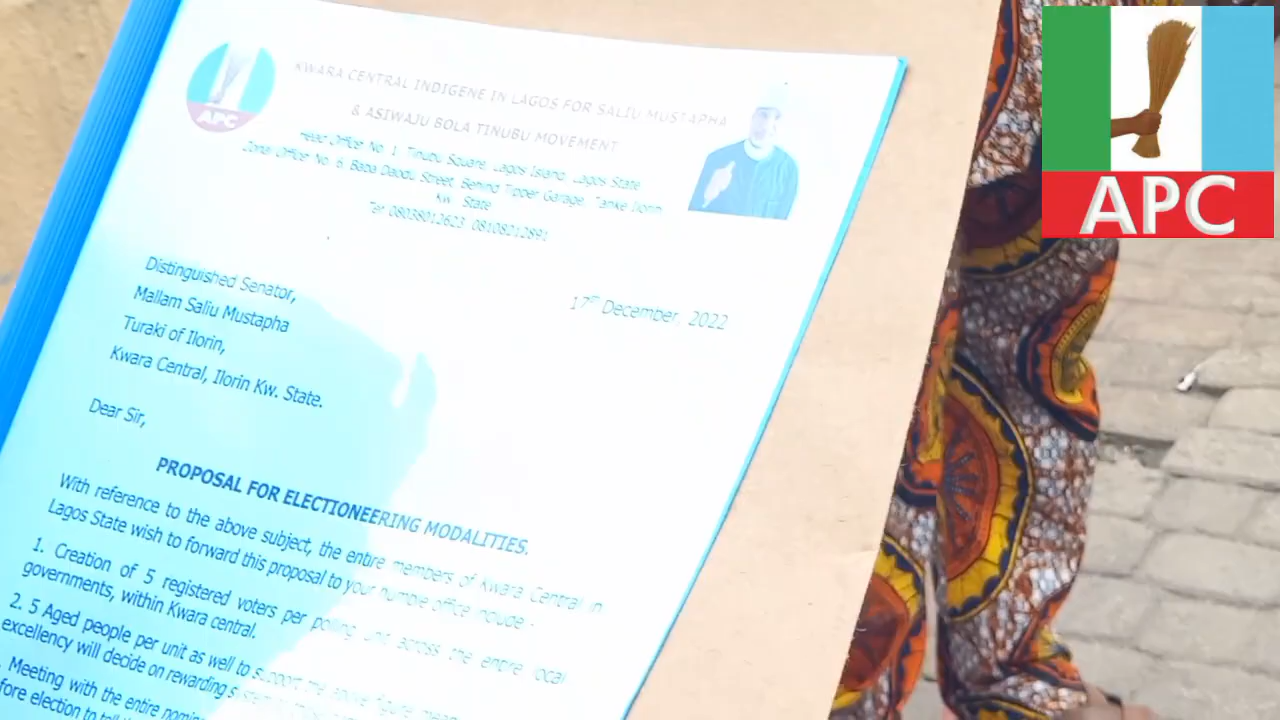 APC
APC
KWARA CENTRAL INDIGENE IN LAGOS FOR SALIU MUSTAPHA
& ASIWAJU BOLA TINUBU MOVEMENT
Head Office No 1, Tinubu Square, Lagos Island, Lagos State
Zonal Office No 6, Baba Daudu Street, Behind Tipper Garage, Tanke Ilorin,
Kw State
Tel 08038012623, 08108212891
Distinguished Senator,
Mallam Saliu Mustapha
Turaki of Ilorin,
Kwara Central, Ilorin Kw. State.
17th December, 2022
Dear Sir,
PROPOSAL FOR ELECTIONEERING MODALITIES.
With reference to the above subject, the entire members of Kwara Central in
Lagos State wish to forward this proposal to your humble office include -
1. Creation of 5 registered voters per polling unit across the entire local
governments, within Kwara central.
2. 5 Aged people per unit as well to support the above figure
excellency will decide on rewarding
Meeting with the entire
election to